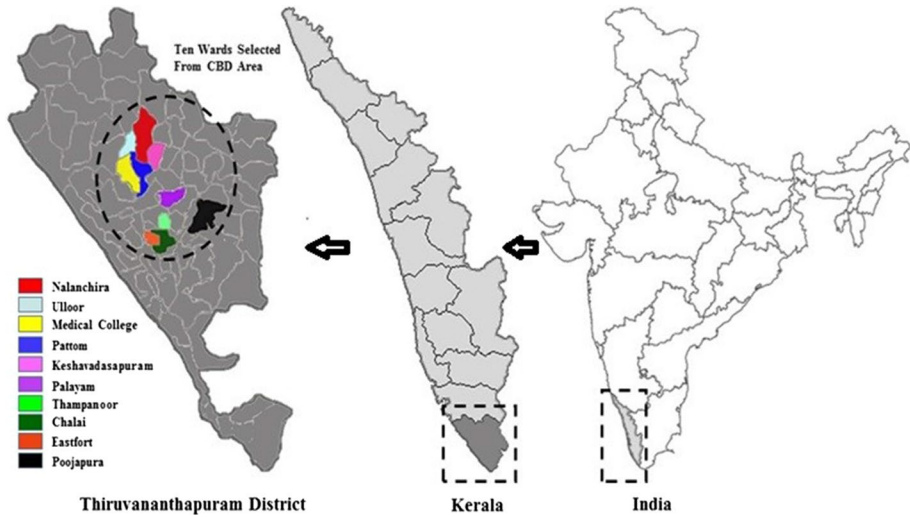 Ten Wards Selected
From CBD Area
Nalanchira
Ulloor
Medical College
Pattom
Keshavadasapuram
Palayam
Thampanoor
Chalai
Eastfort
Poojapura
Thiruvananthapuram District
Kerala
India